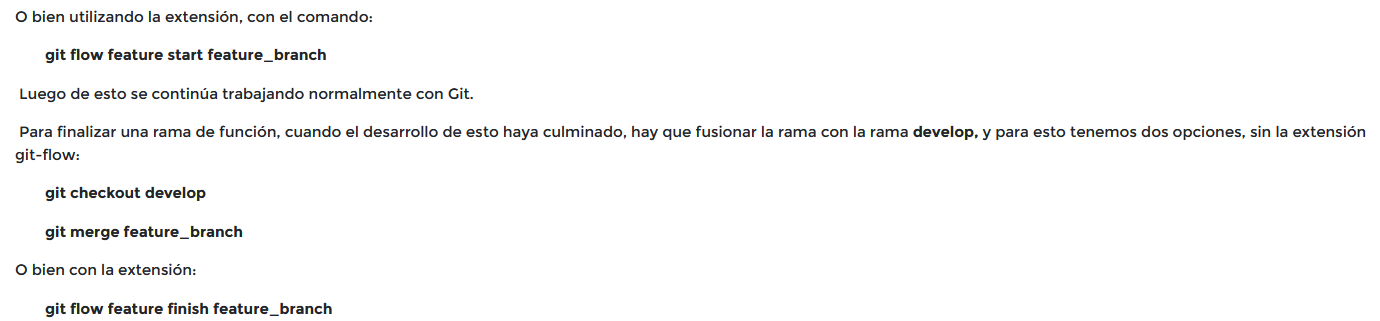 O bien utilizando la extensión, con el comando:
git flow feature start feature_branch
Luego de esto se continúa trabajando normalmente con Git.
Para finalizar una rama de función, cuando el desarrollo de esto haya culminado, hay que fusionar la rama con la rama develop, y para esto tenemos dos opciones, sin la extensión
git-flow:
git checkout develop
git merge feature_branch
O bien con la extensión:
git flow feature finish feature_branch